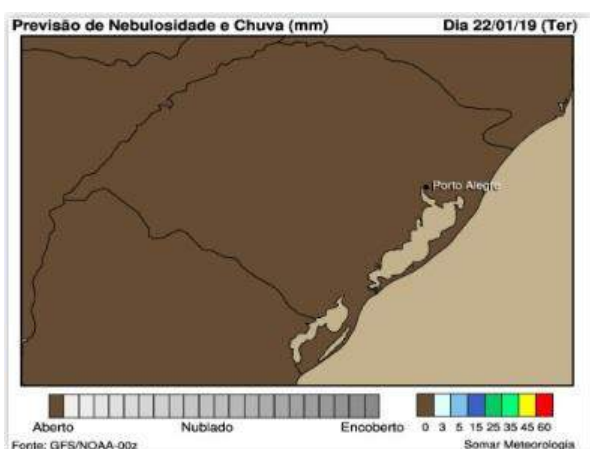 Previsão de Nebulosidade e Chuva (mm) Dia 22/01/19 (Ter)
Porto Alegre
Aberto Nublado Encoberto 0 3 5 15 25 35 45 60
Fonte: GFS/NOAA-00z Somar Meteorologia